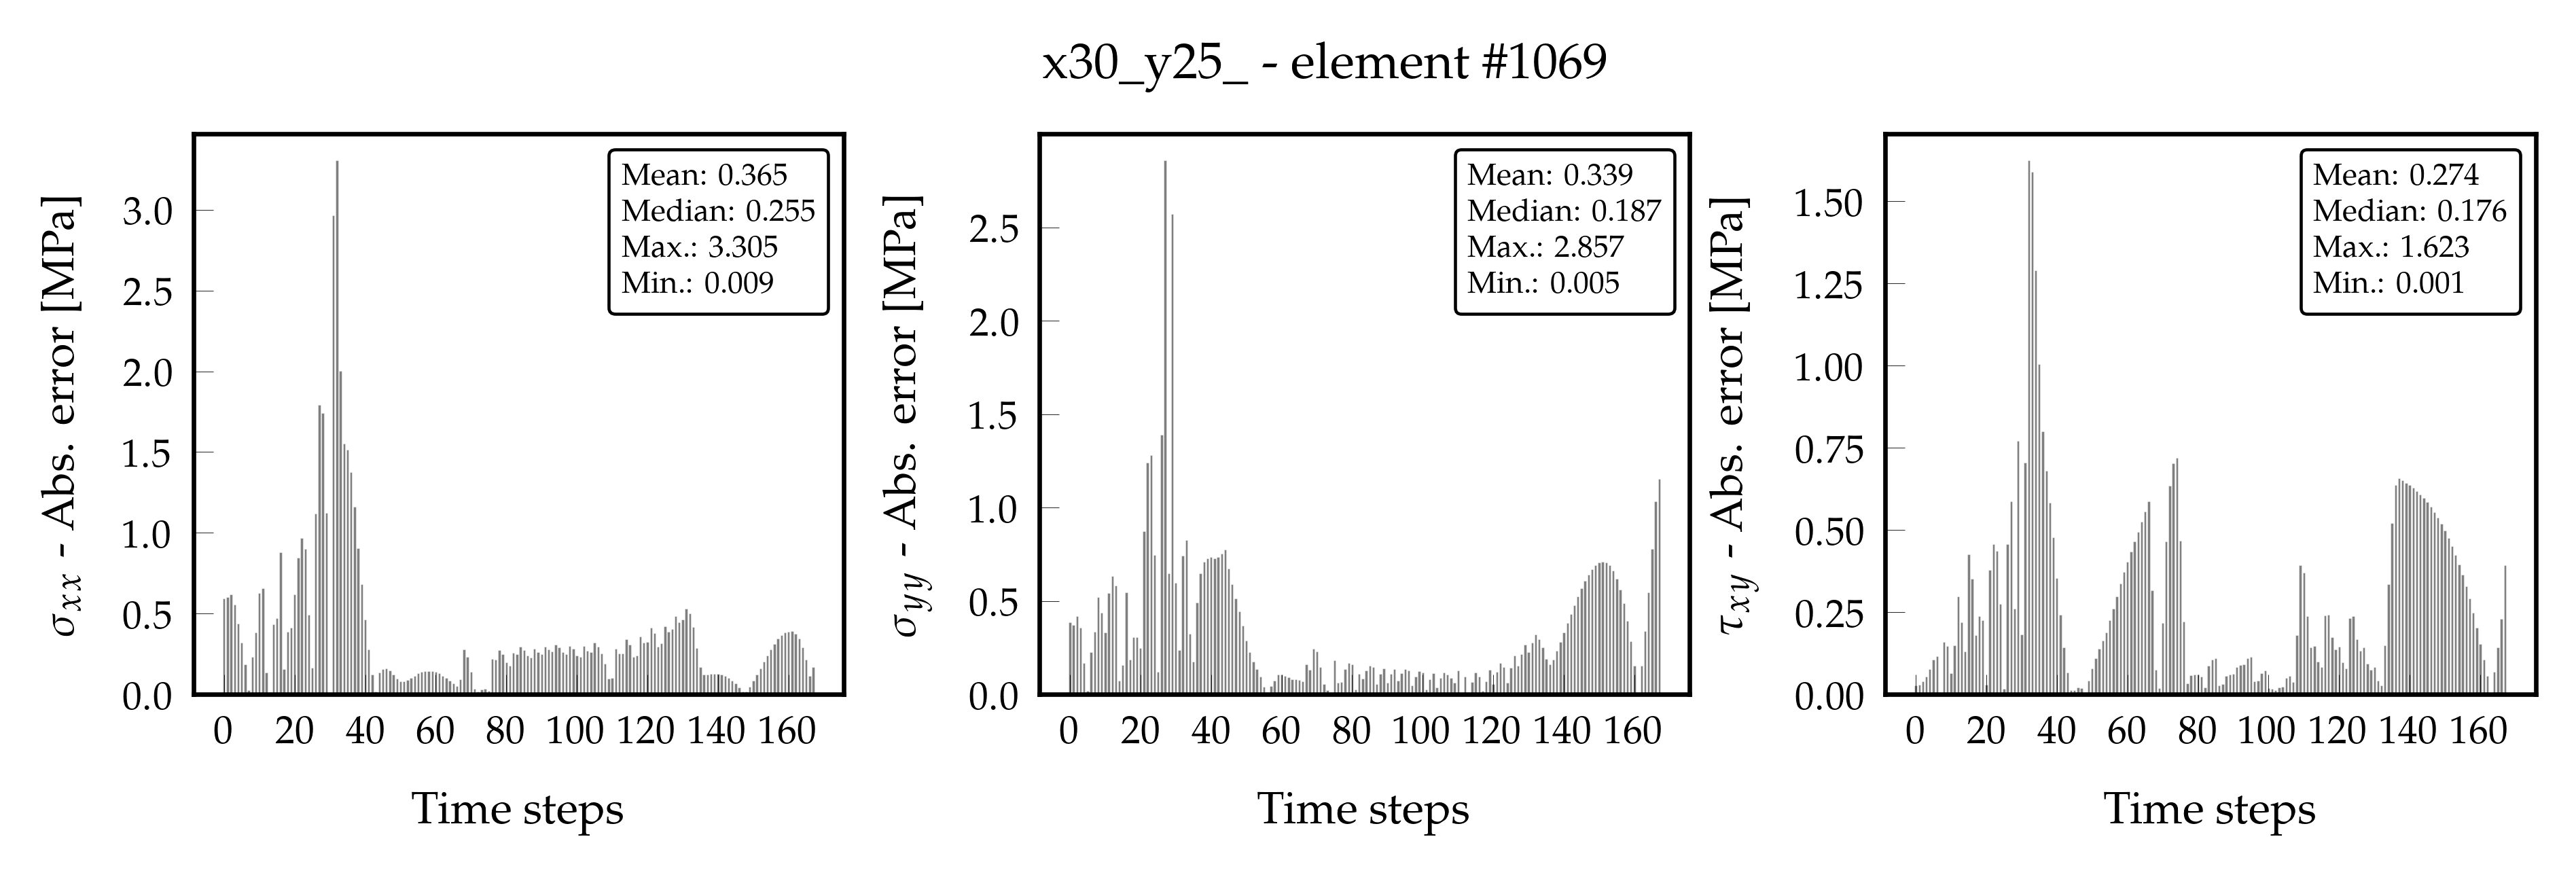 x30_y25_ - element #1069
σxx - Abs. error [MPa]
3.0
2.5
2.0
1.5
1.0
0.5
0.0
Mean: 0.365
Median: 0.255
Max.: 3.305
Min.: 0.009
0 20 40 60 80 100 120 140 160
Time steps
σyy - Abs. error [MPa]
2.5
2.0
1.5
1.0
0.5
0.0
Mean: 0.339
Median: 0.187
Max.: 2.857
Min.: 0.005
0 20 40 60 80 100 120 140 160
Time steps
τxy - Abs. error [MPa]
1.50
1.25
1.00
0.75
0.50
0.25
0.00
Mean: 0.274
Median: 0.176
Max.: 1.623
Min.: 0.001
0 20 40 60 80 100 120 140 160
Time steps